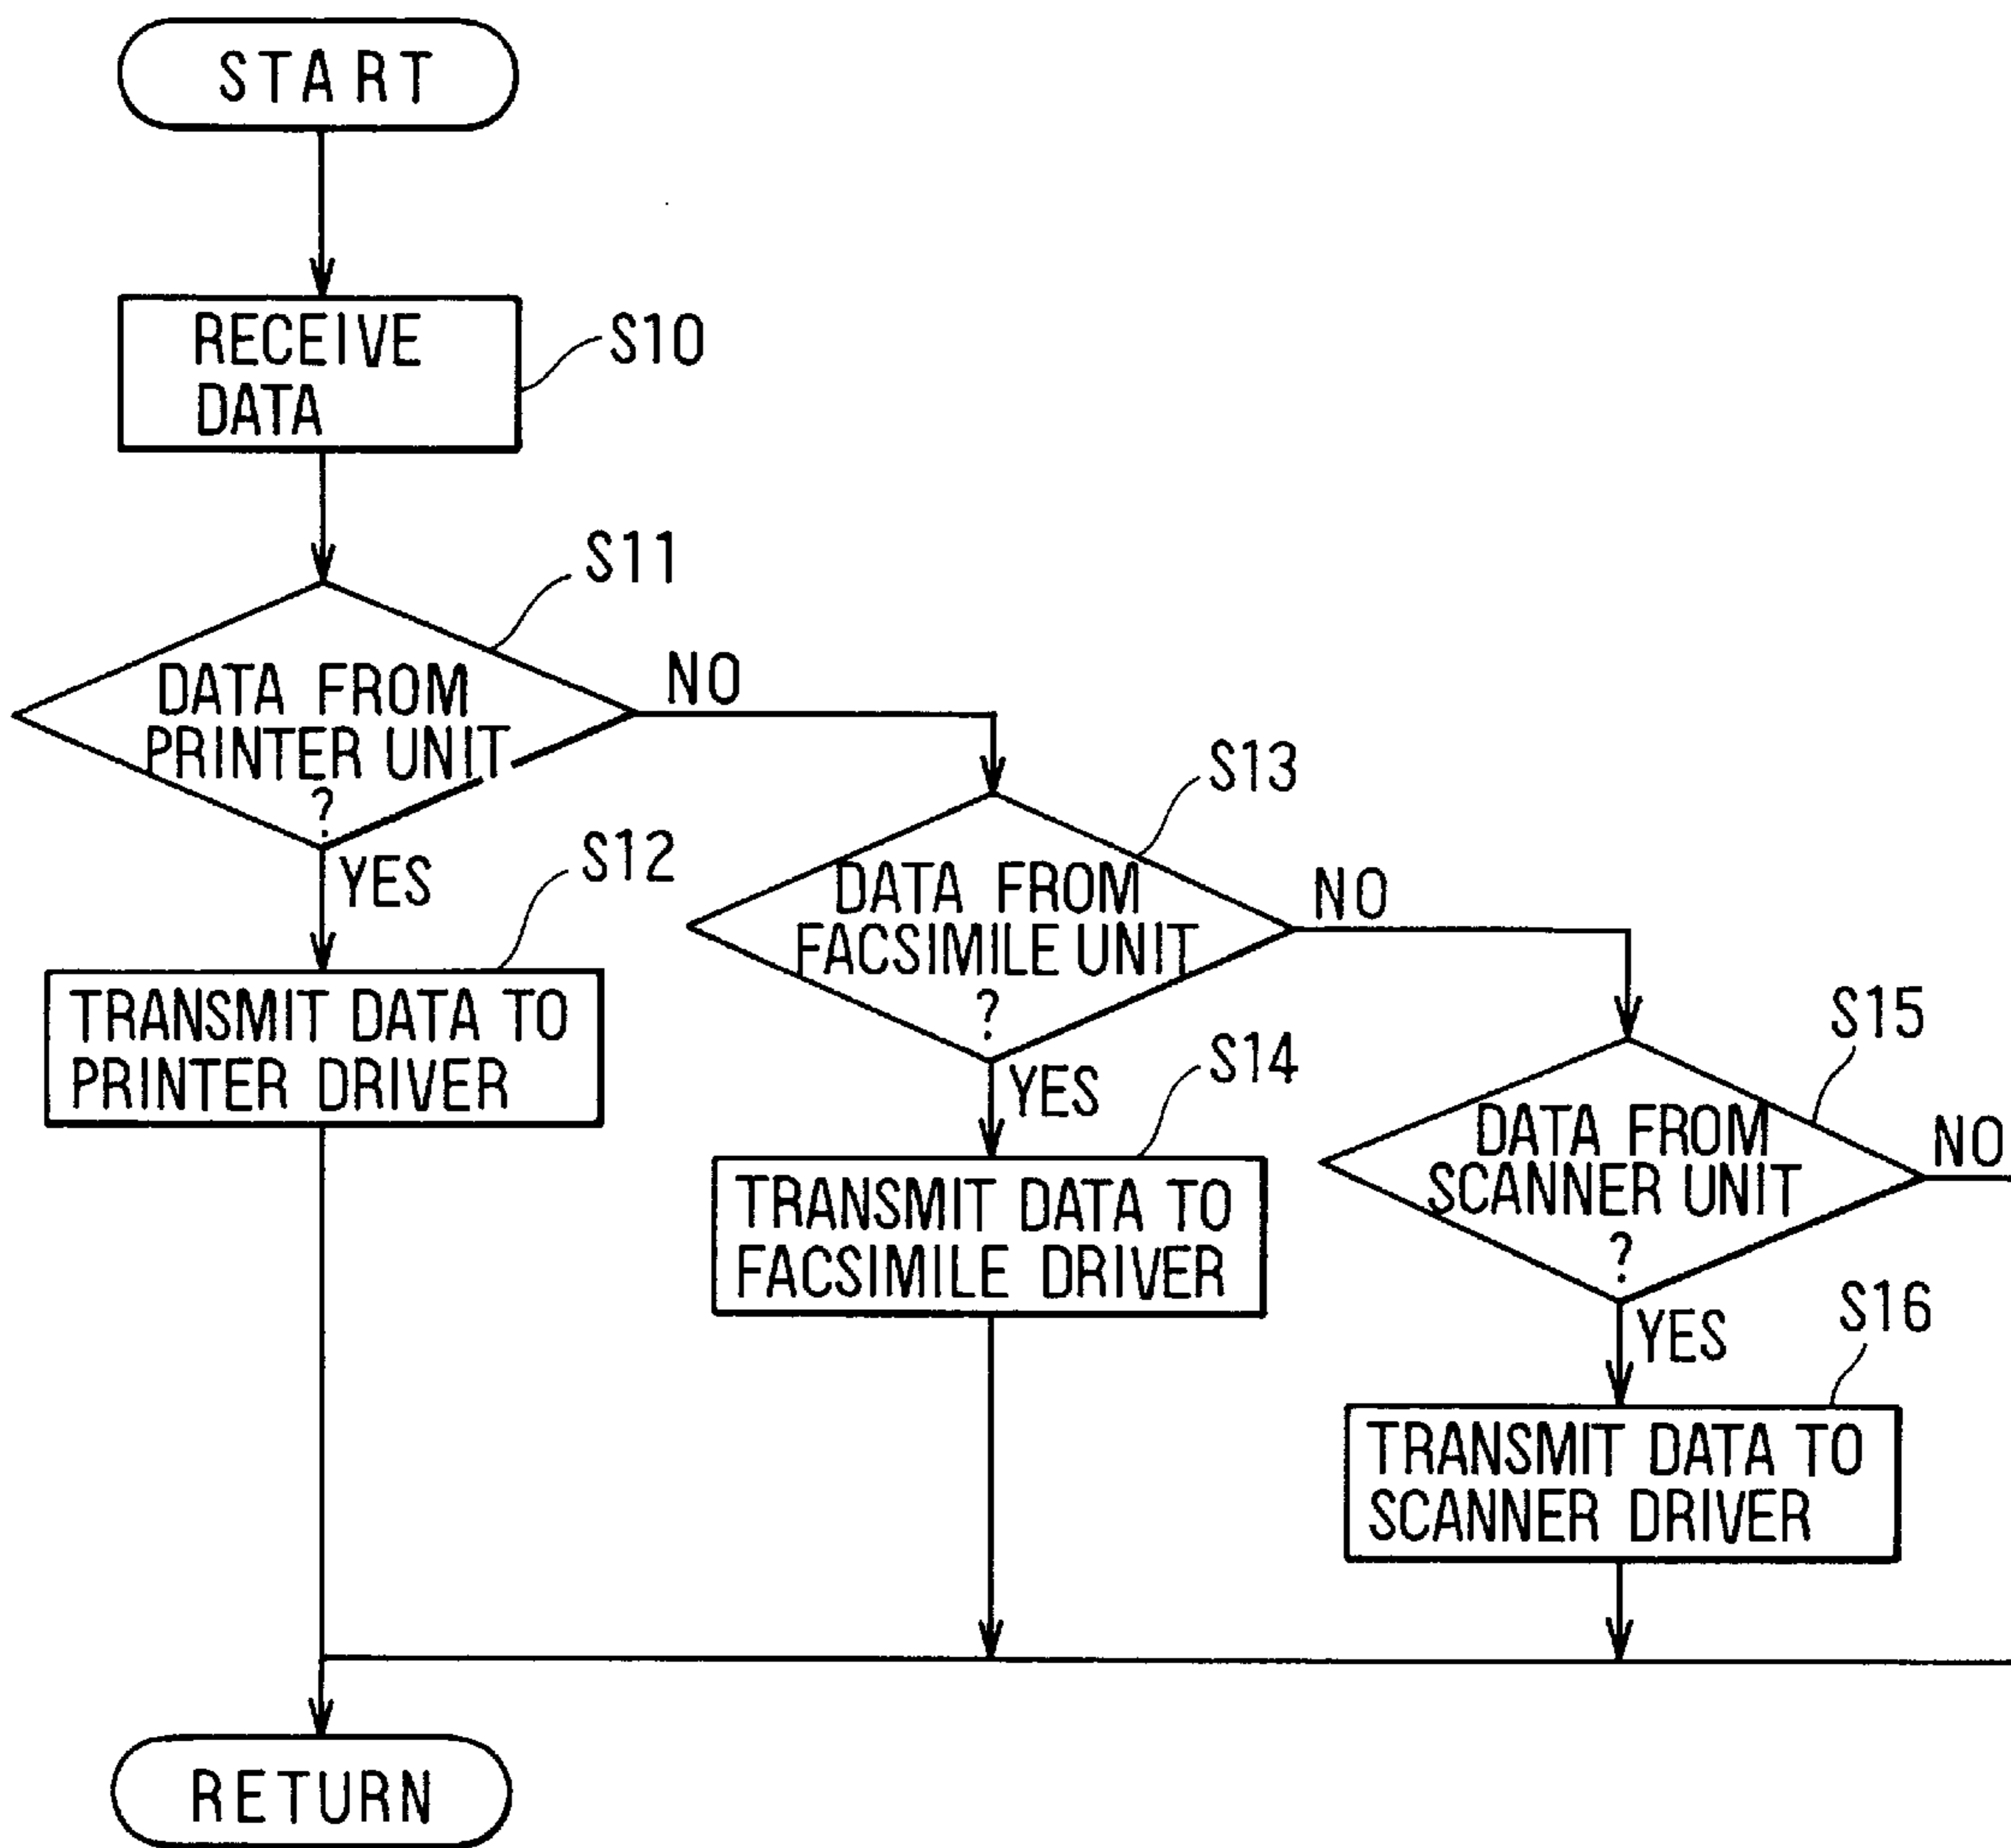 START
RECEIVE
DATA
S10
S11
DATA FROM
PRINTER UNIT
?
NO
YES
S12
TRANSMIT DATA TO
PRINTER DRIVER
S13
DATA FROM
FACSIMILE UNIT
?
NO
YES
S14
TRANSMIT DATA TO
FACSIMILE DRIVER
S15
DATA FROM
SCANNER UNIT
?
NO
YES
S16
TRANSMIT DATA TO
SCANNER DRIVER
RETURN